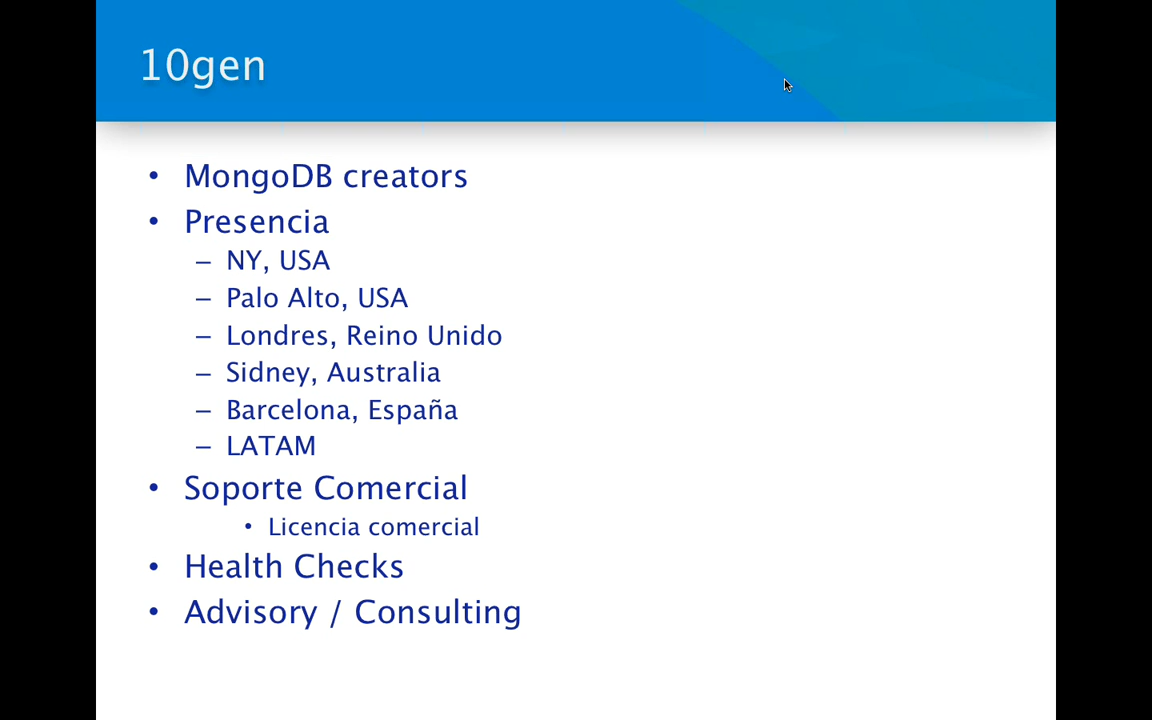 10gen
• MongoDB creators
• Presencia
– NY, USA
– Palo Alto, USA
– Londres, Reino Unido
– Sidney, Australia
– Barcelona, España
– LATAM
• Soporte Comercial
• Licencia comercial
• Health Checks
• Advisory / Consulting